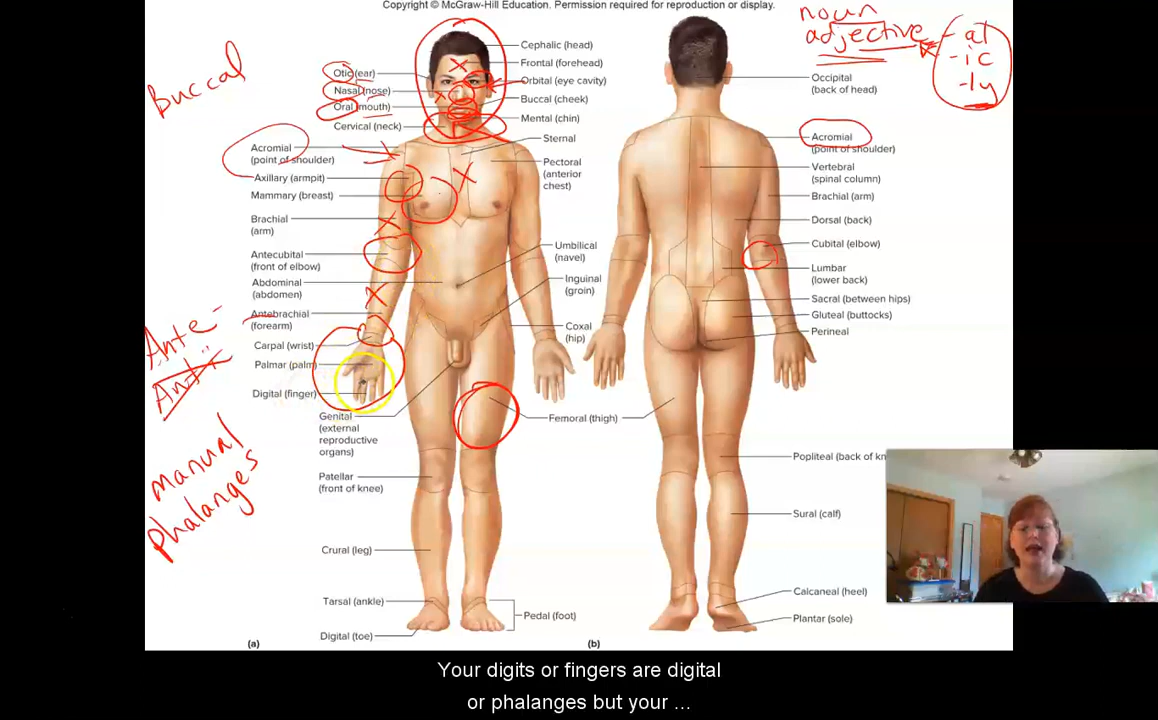 Copyright © McGraw-Hill Education. Permission required for reproduction or display.
noun
adjective
- al
- ic
- ly
Buccal
Ante-
Anti
manual
phalanges
Otic (ear)
Nasal (nose)
Oral (mouth)
Cervical (neck)
Acromial
(point of shoulder)
Axillary (armpit)
Mammary (breast)
Brachial
(arm)
Antecubital
(front of elbow)
Abdominal
(abdomen)
Antebrachial
(forearm)
Carpal (wrist)
Palmar (palm)
Digital (finger)
Genital
(external
reproductive
organs)
Patellar
(front of knee)
Crural (leg)
Tarsal (ankle)
Digital (toe)
(a)
Cephalic (head)
Frontal (forehead)
Orbital (eye cavity)
Buccal (cheek)
Mental (chin)
Sternal
Pectoral
(anterior
chest)
Umbilical
(navel)
Inguinal
(groin)
Coxal
(hip)
Femoral (thigh)
Pedal (foot)
Occipital
(back of head)
Acromial
(point of shoulder)
Vertebral
(spinal column)
Brachial (arm)
Dorsal (back)
Cubital (elbow)
Lumbar
(lower back)
Sacral (between hips)
Gluteal (buttocks)
Perineal
Popliteal (back of kn
Sural (calf)
Calcaneal (heel)
Plantar (sole)
(b)
Your digits or fingers are digital
or phalanges but your ...